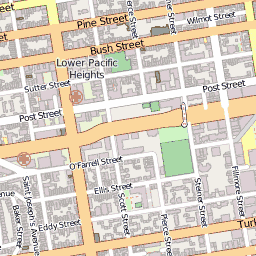 Pine Street
Wilmot Street
Bush Street
Lower Pacific
Heights
Sutter Street
Post Street
Post Street
O'Farrell Street
Ellis Street
Eddy Street
Scott Street
Pierce Street
Steiner Street
Fillmore Street
Saint Joseph's Avenue
Baker Street